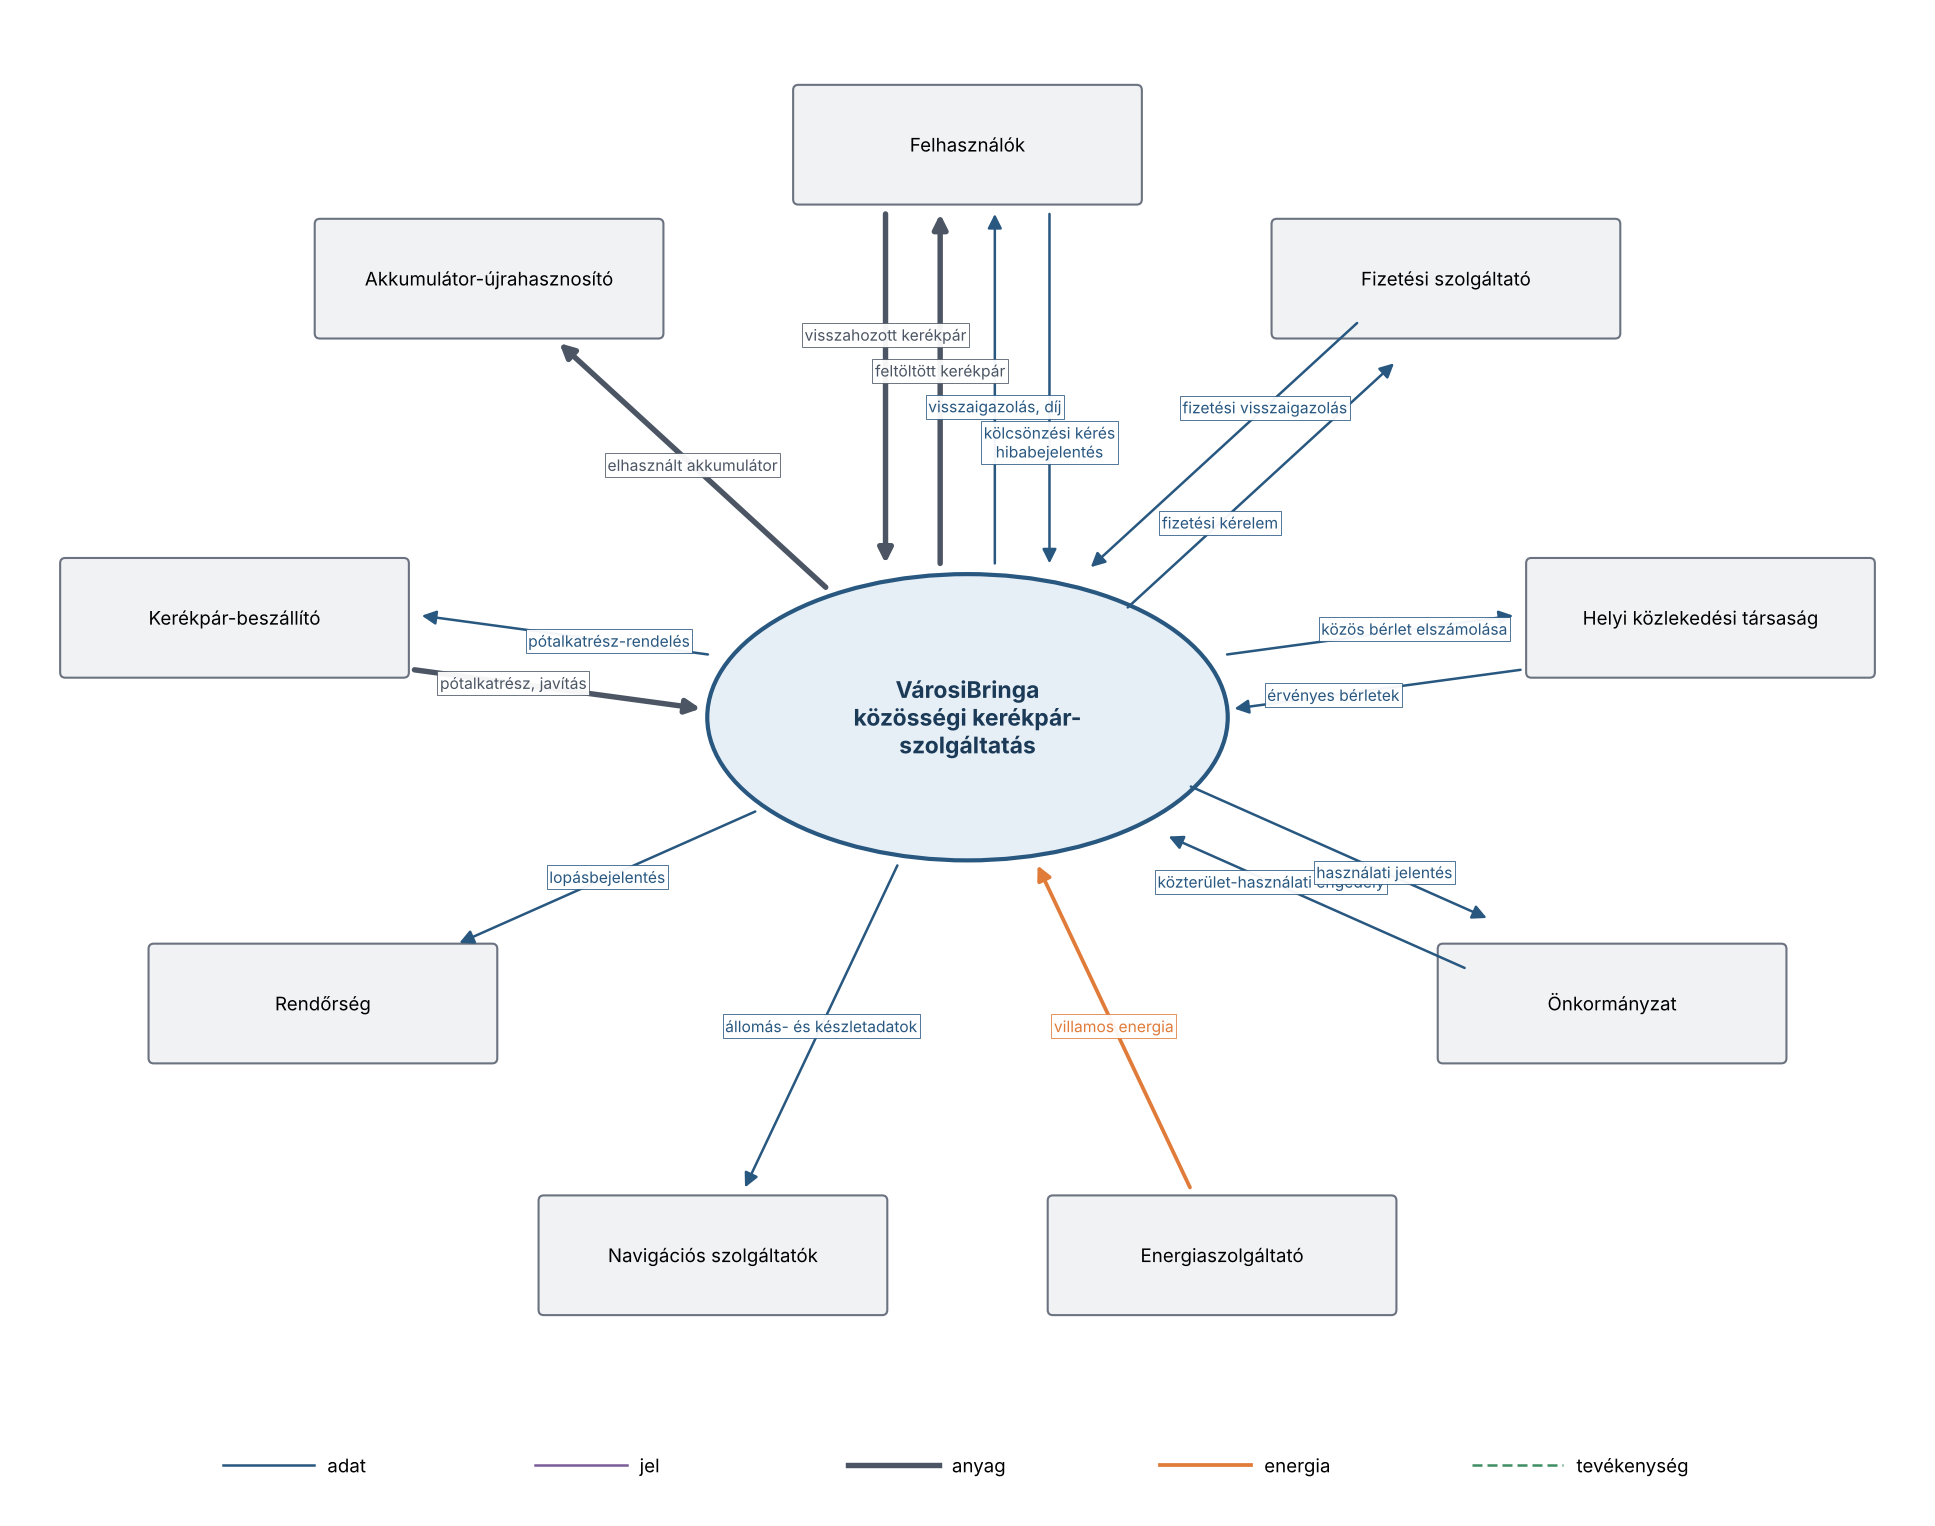 Felhasználók
Akkumulátor-újrahasznosító
Fizetési szolgáltató
visszahozott kerékpár
feltöltött kerékpár
visszaigazolás, díj
kölcsönzési kérés
hibabejelentés
fizetési visszaigazolás
elhasznált akkumulátor
fizetési kérelem
Kerékpár-beszállító
pótalkatrész-rendelés
pótalkatrész, javítás
közös bérlet elszámolása
Helyi közlekedési társaság
érvényes bérletek
VárosiBringa
közösségi kerékpár-
szolgáltatás
lopásbejelentés
használati jelentés
közterület-használati engedély
Rendőrség
állomás- és készletadatok
villamos energia
Önkormányzat
Navigációs szolgáltatók
Energiaszolgáltató
adat
jel
anyag
energia
tevékenység